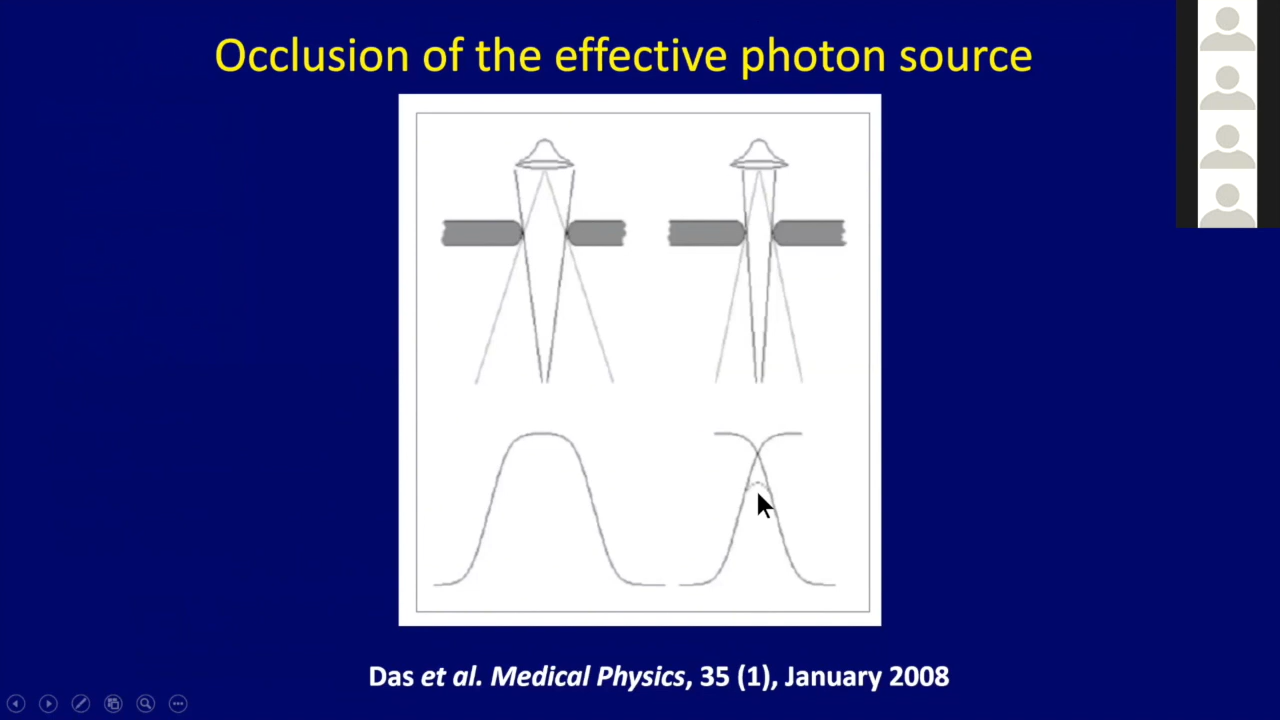 Occlusion of the effective photon source
Das et al. Medical Physics, 35 (1), January 2008